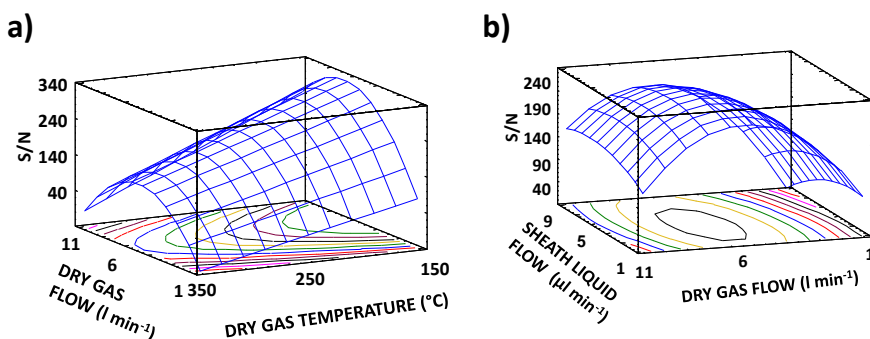 a)
340
240
140
40
S/N
11
6
1
DRY GAS
FLOW (l min⁻¹)
350
250
150
DRY GAS TEMPERATURE (°C)
b)
240
190
140
90
40
S/N
9
5
1
SHEATH LIQUID
FLOW (µl min⁻¹)
11
6
1
DRY GAS FLOW (l min⁻¹)